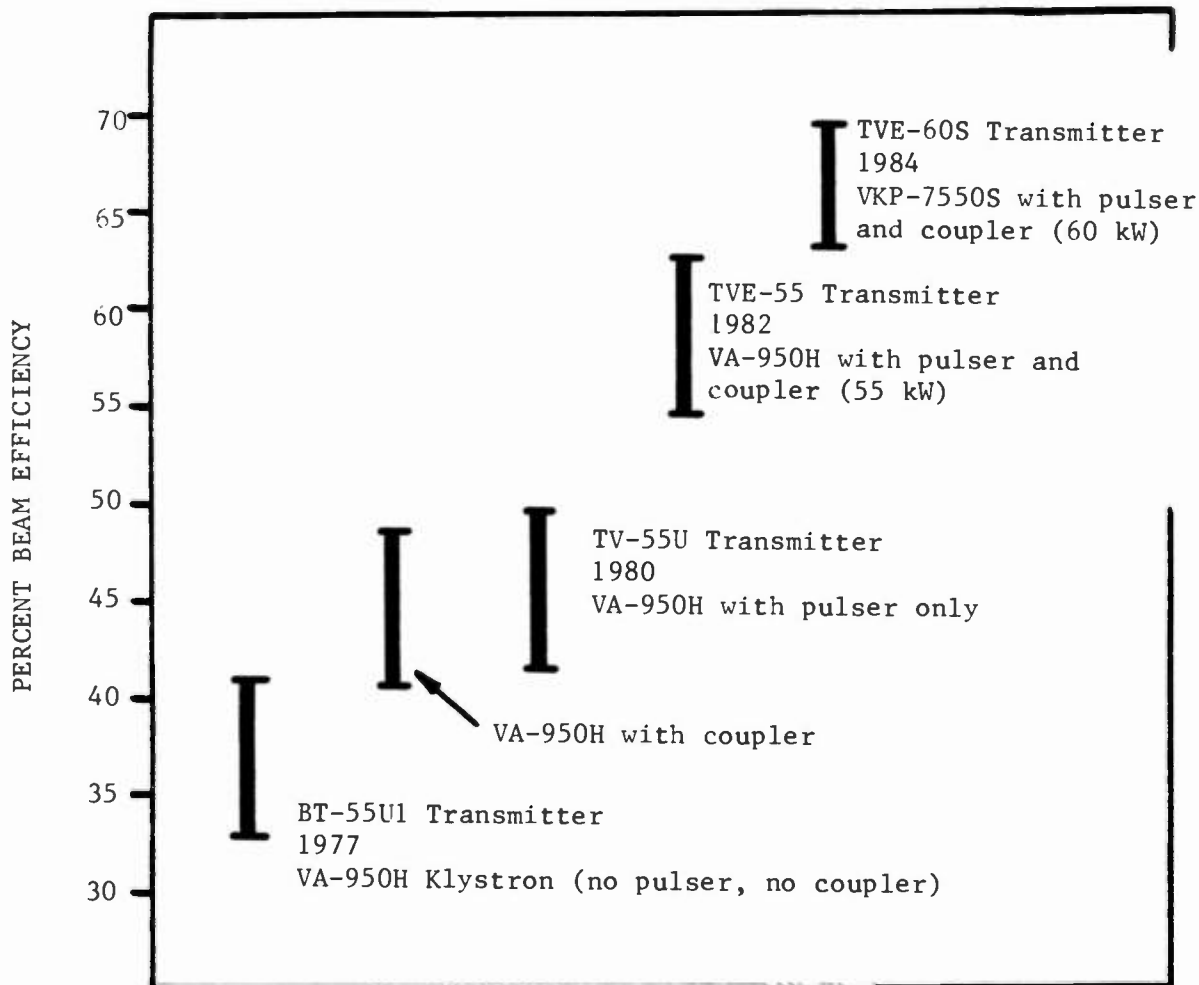 70
65
60
55
50
45
40
35
30
PERCENT BEAM EFFICIENCY
TVE-60S Transmitter
1984
VKP-7550S with pulser
and coupler (60 kW)
TVE-55 Transmitter
1982
VA-950H with pulser and
coupler (55 kW)
TV-55U Transmitter
1980
VA-950H with pulser only
VA-950H with coupler
BT-55U1 Transmitter
1977
VA-950H Klystron (no pulser, no coupler)